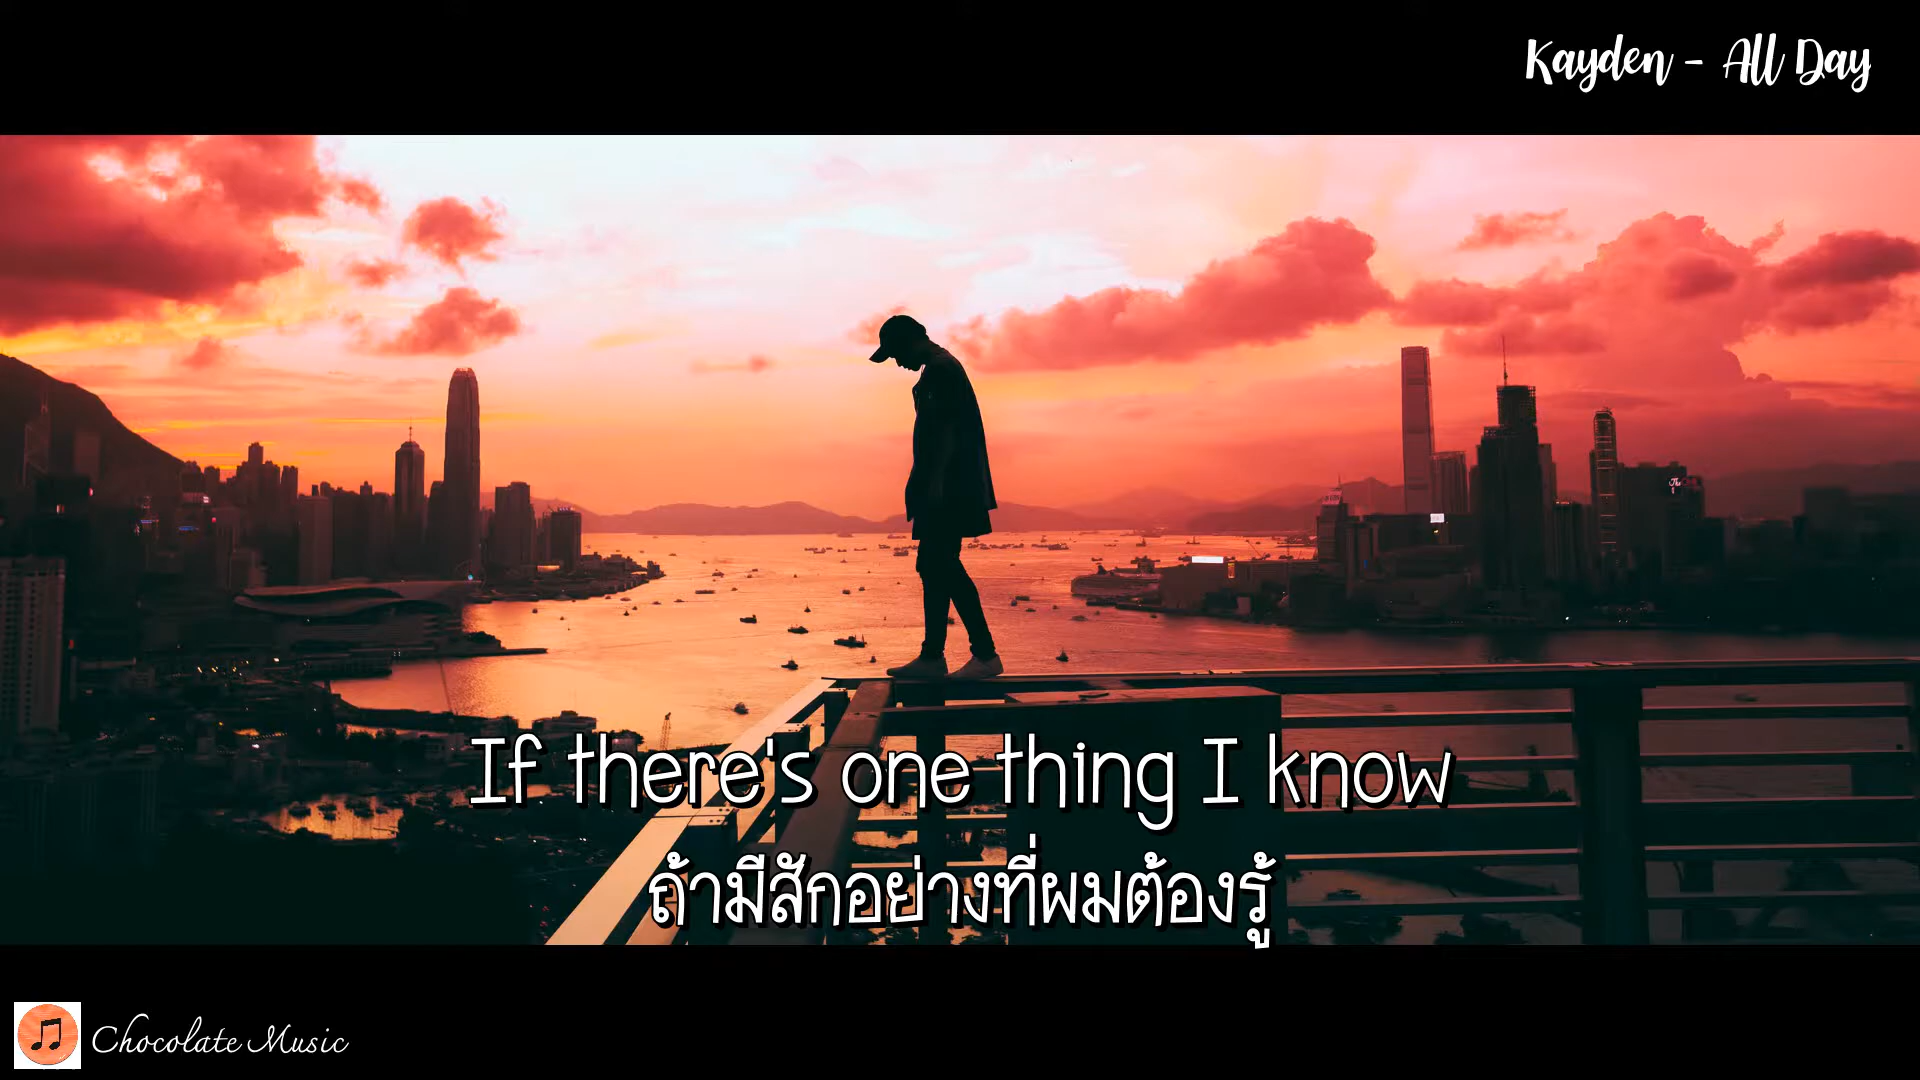 Kayden - All Day
If there's one thing I know
ถ้ามีสักอย่างที่ผมต้องรู้
Chocolate Music